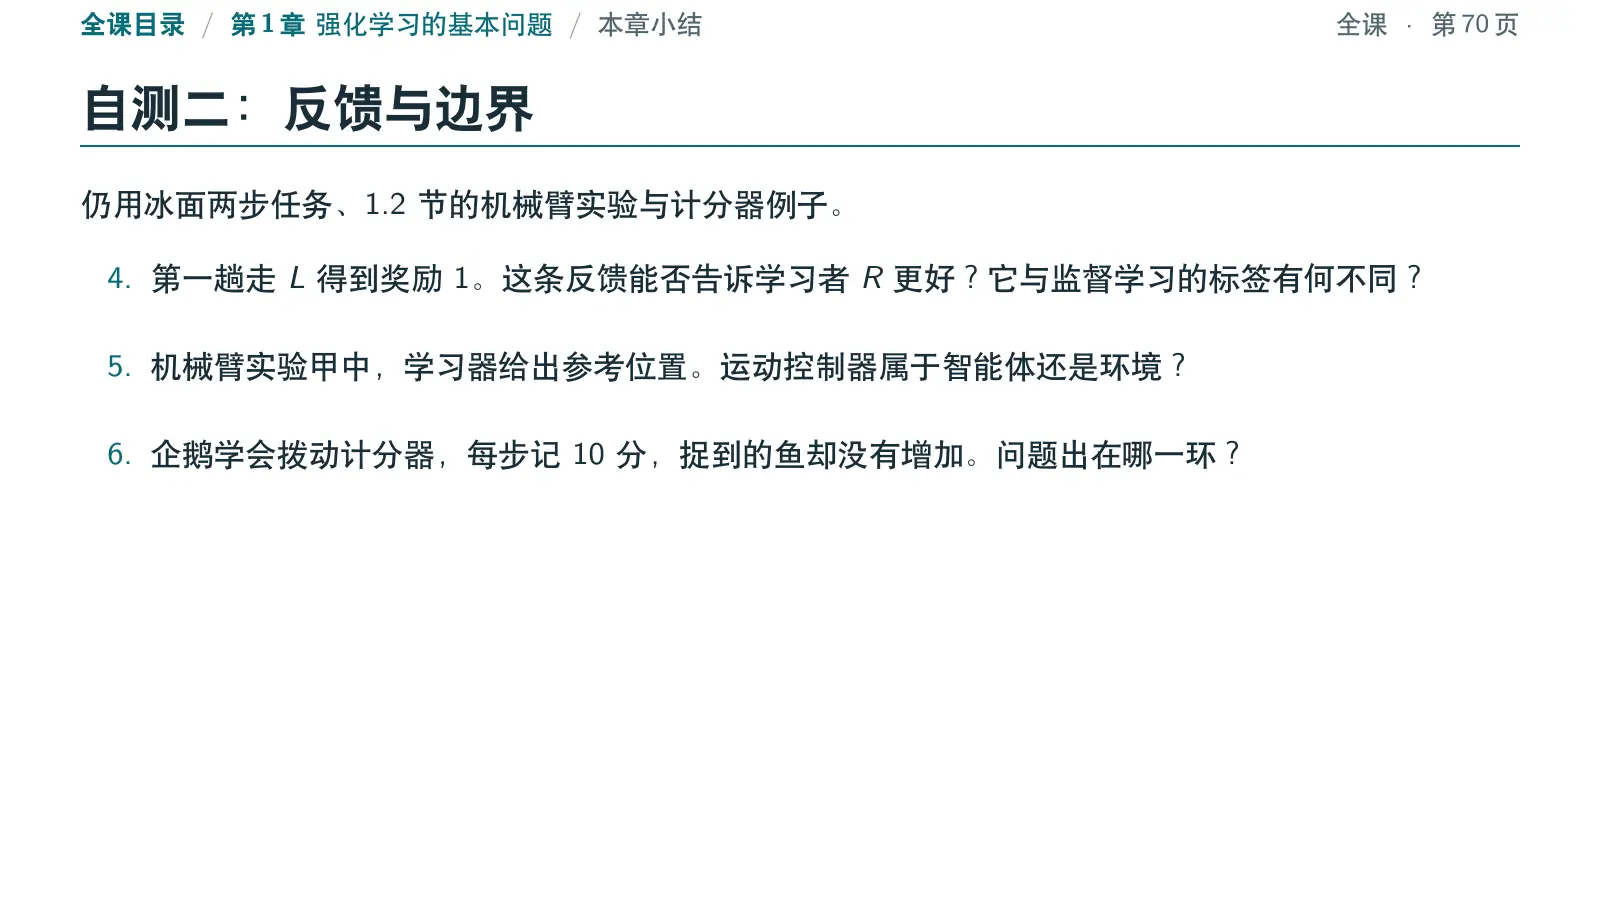 全课目录 / 第1章 强化学习的基本问题 / 本章小结
全课 · 第70页
自测二：反馈与边界
仍用冰面两步任务、1.2 节的机械臂实验与计分器例子。
4. 第一趟走 L 得到奖励 1。这条反馈能否告诉学习者 R 更好？它与监督学习的标签有何不同？
5. 机械臂实验甲中，学习器给出参考位置。运动控制器属于智能体还是环境？
6. 企鹅学会拨动计分器，每步记 10 分，捉到的鱼却没有增加。问题出在哪一环？